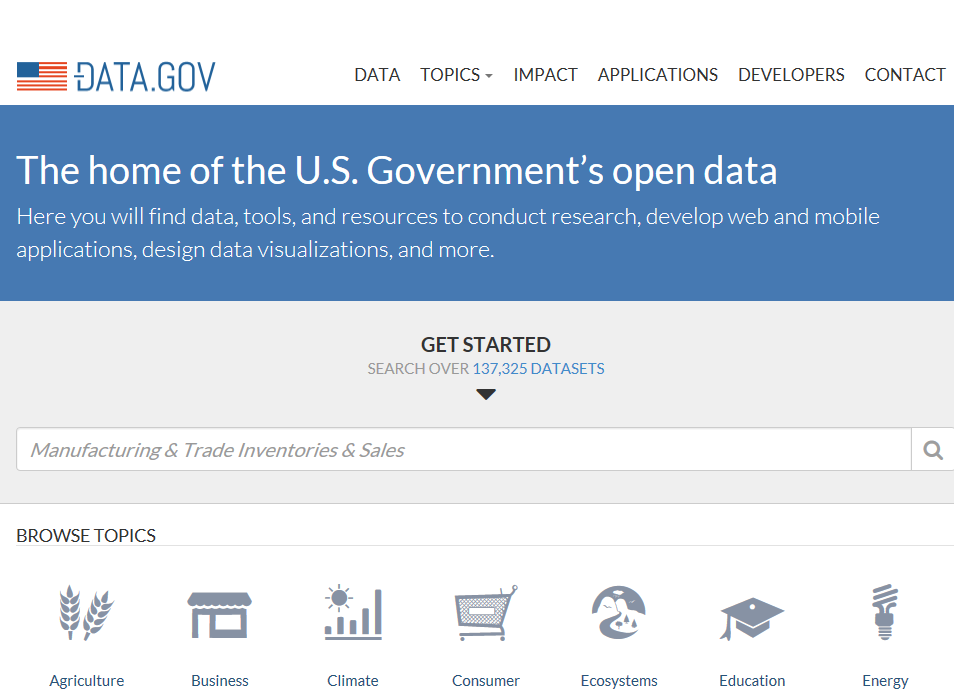 DATA.GOV
DATA TOPICS IMPACT APPLICATIONS DEVELOPERS CONTACT
The home of the U.S. Government’s open data
Here you will find data, tools, and resources to conduct research, develop web and mobile
applications, design data visualizations, and more.
GET STARTED
SEARCH OVER 137,325 DATASETS
Manufacturing & Trade Inventories & Sales
BROWSE TOPICS
Agriculture Business Climate Consumer Ecosystems Education Energy